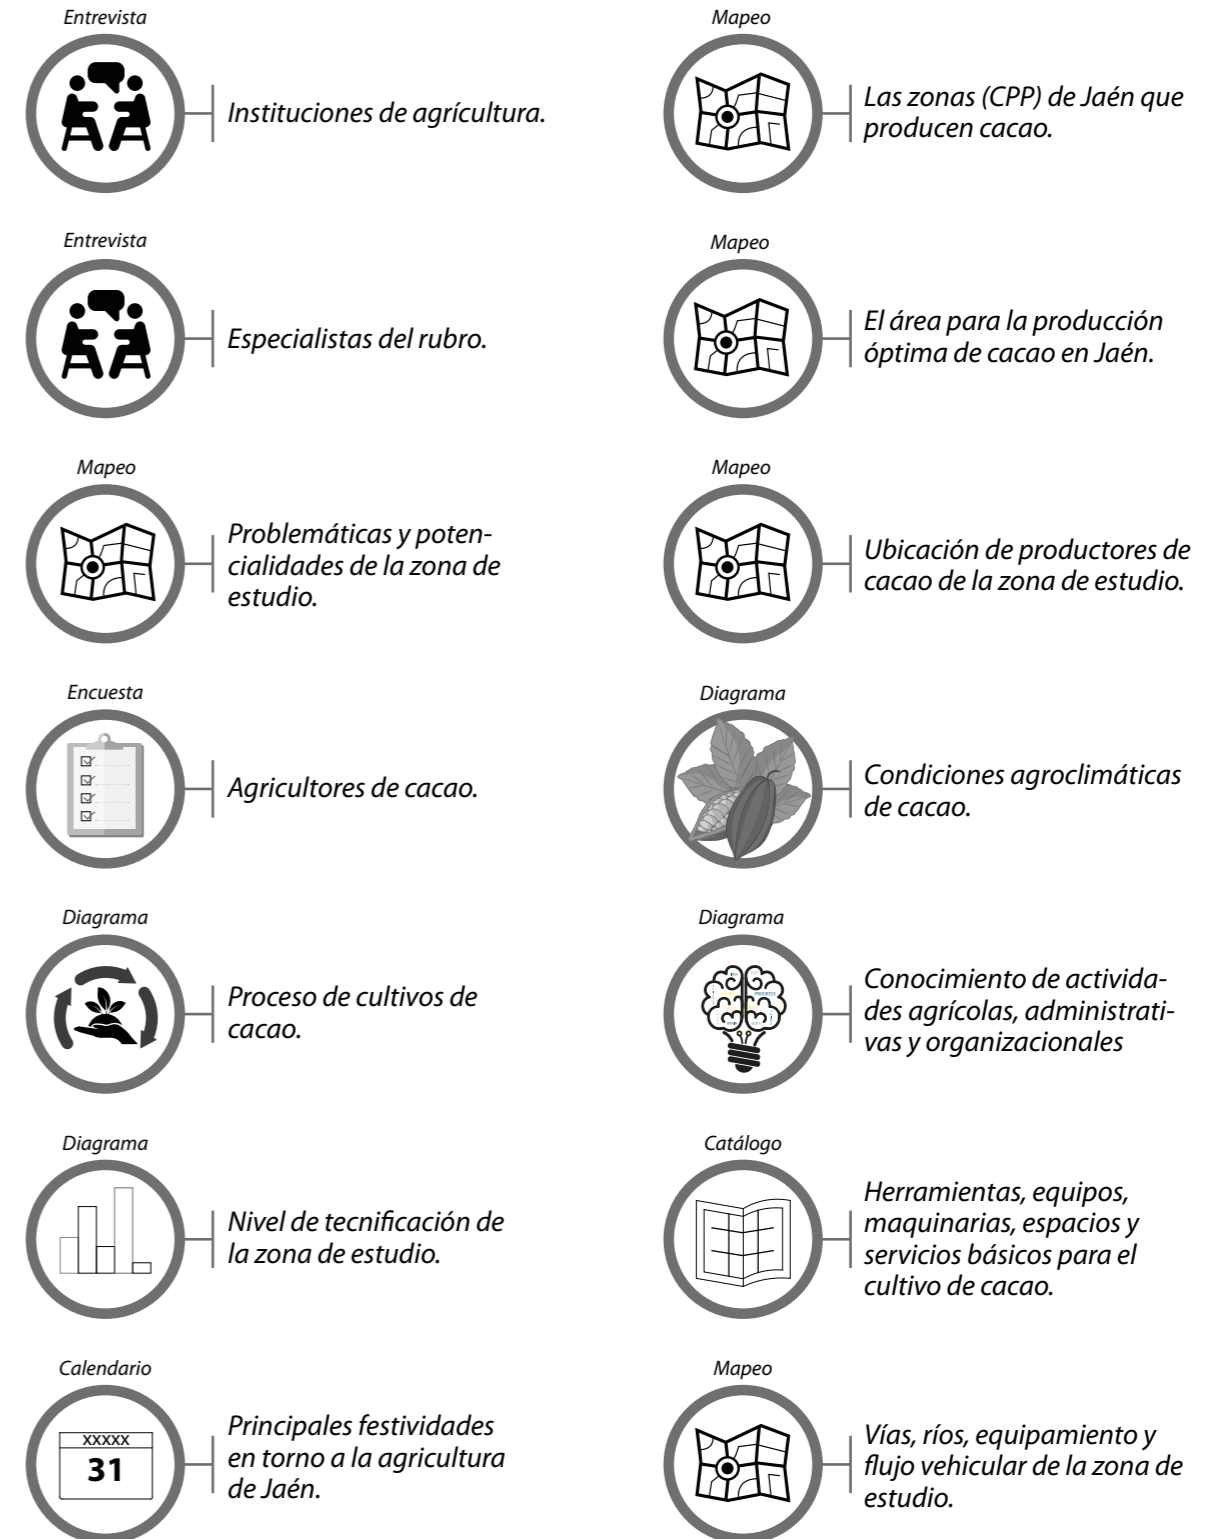 Entrevista
Instituciones de agrícultura.
Entrevista
Especialistas del rubro.
Mapeo
Problemáticas y poten-
cialidades de la zona de
estudio.
Encuesta
Agricultores de cacao.
Diagrama
Proceso de cultivos de
cacao.
Diagrama
Nivel de tecnificación de
la zona de estudio.
Calendario
XXXXX
31
Principales festividades
en torno a la agricultura
de Jaén.
Mapeo
Las zonas (CPP) de Jaén que
producen cacao.
Mapeo
El área para la producción
óptima de cacao en Jaén.
Mapeo
Ubicación de productores de
cacao de la zona de estudio.
Diagrama
Condiciones agroclimáticas
de cacao.
Diagrama
PROGRESS
Conocimiento de activida-
des agrícolas, administrati-
vas y organizacionales
Catálogo
Herramientas, equipos,
maquinarias, espacios y
servicios básicos para el
cultivo de cacao.
Mapeo
Vías, ríos, equipamiento y
flujo vehicular de la zona de
estudio.